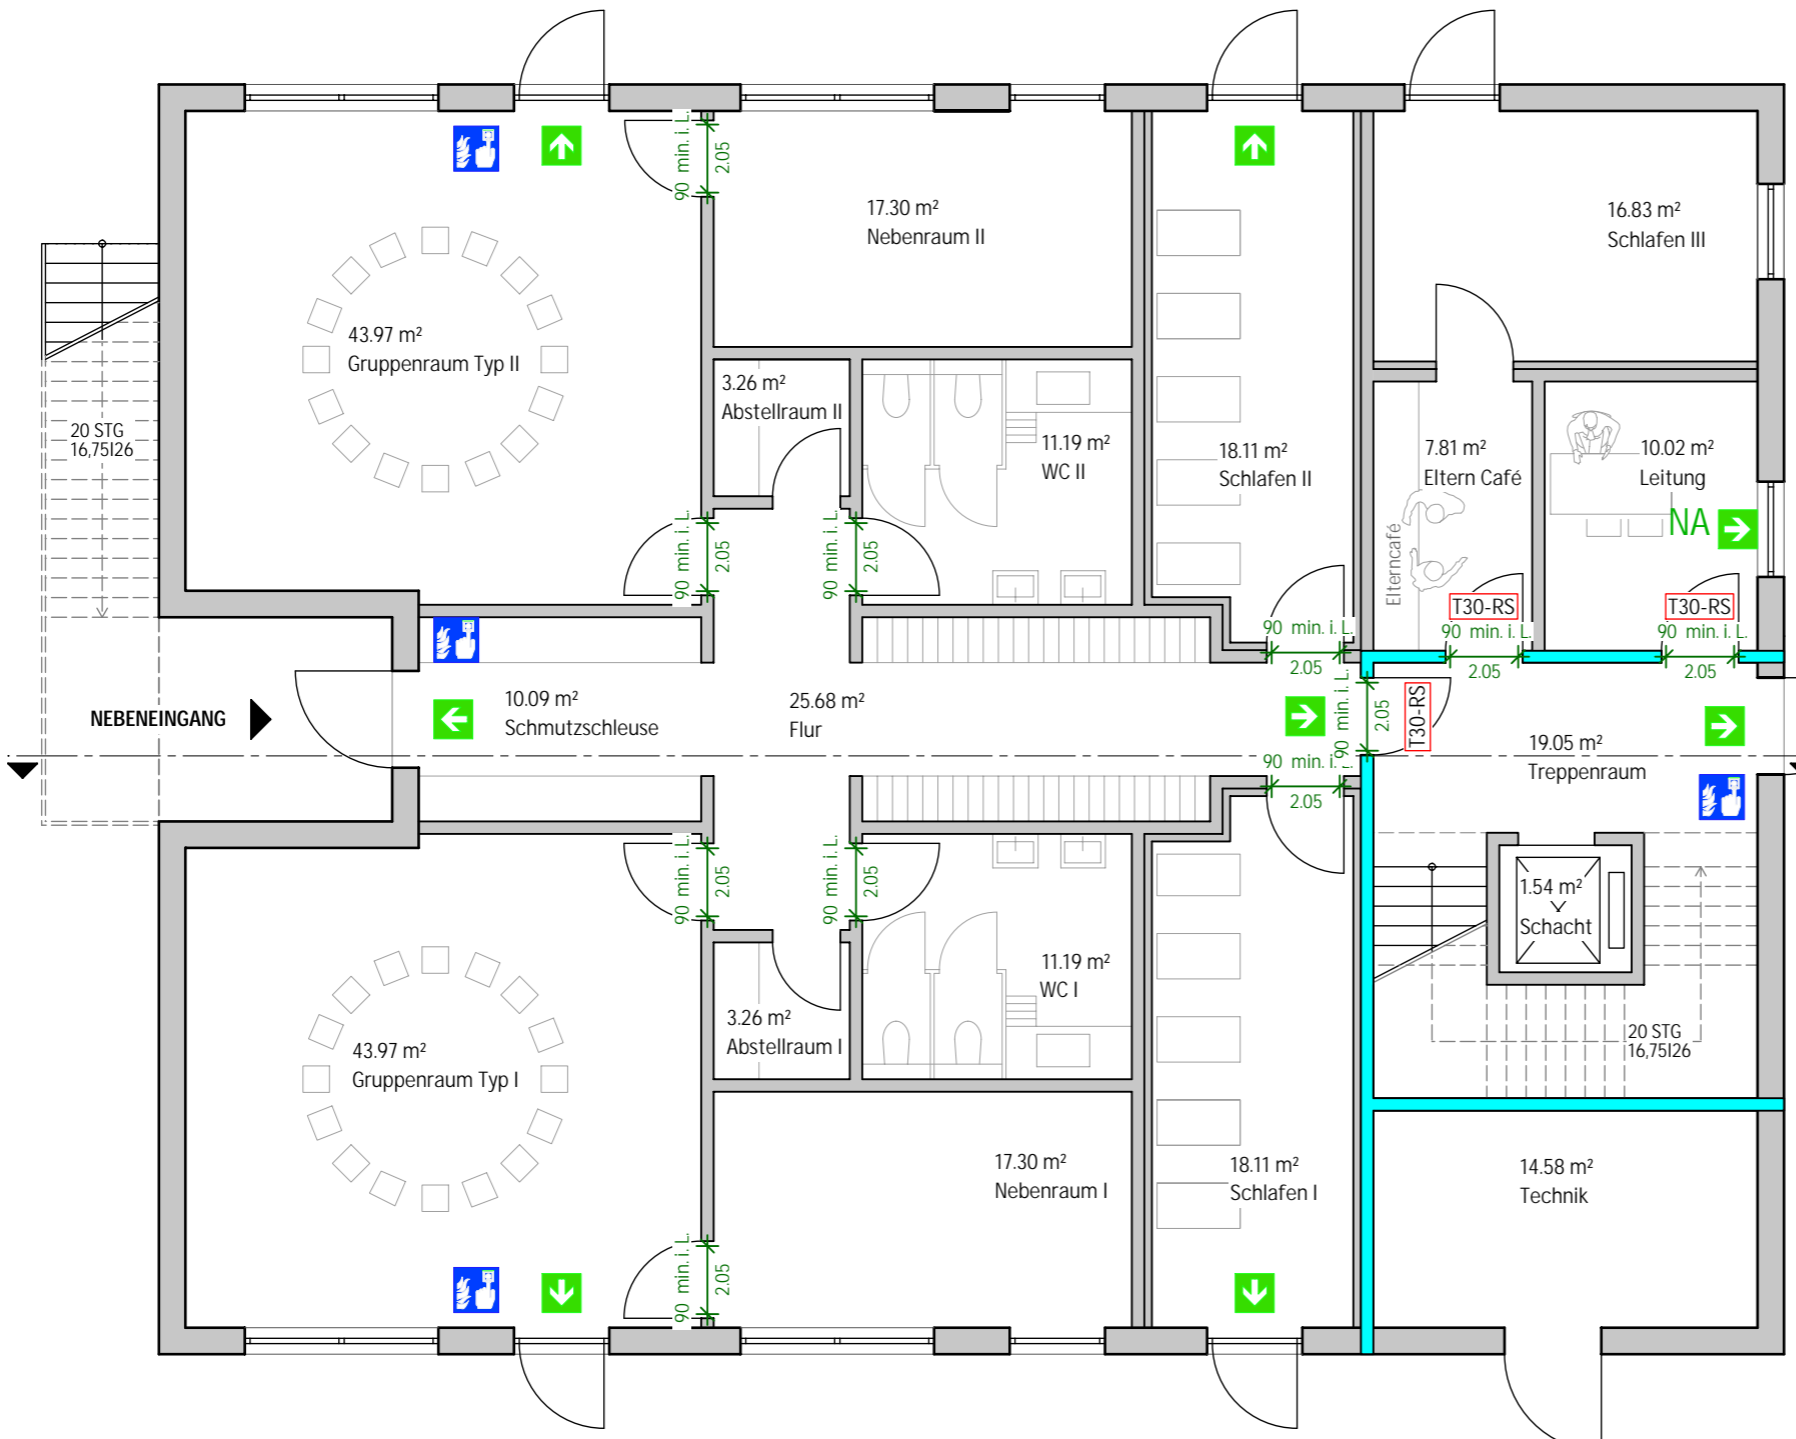 90 min. i. L.
2.05
17.30 m²
Nebenraum II
16.83 m²
Schlafen III
43.97 m²
Gruppenraum Typ II
3.26 m²
Abstellraum II
20 STG
16,75I26
11.19 m²
WC II
18.11 m²
Schlafen II
7.81 m²
Eltern Café
10.02 m²
Leitung
NA
Elterncafé
90 min. i. L.
2.05
90 min. i. L.
2.05
T30-RS
90 min. i. L.
2.05
T30-RS
90 min. i. L.
2.05
90 min. i. L.
2.05
NEBENEINGANG
10.09 m²
Schmutzschleuse
25.68 m²
Flur
90 min. i. L.
2.05
T30-RS
19.05 m²
Treppenraum
90 min. i. L.
2.05
90 min. i. L.
2.05
90 min. i. L.
2.05
1.54 m²
Schacht
11.19 m²
WC I
3.26 m²
Abstellraum I
43.97 m²
Gruppenraum Typ I
20 STG
16,75I26
17.30 m²
Nebenraum I
18.11 m²
Schlafen I
14.58 m²
Technik
90 min. i. L.
2.05